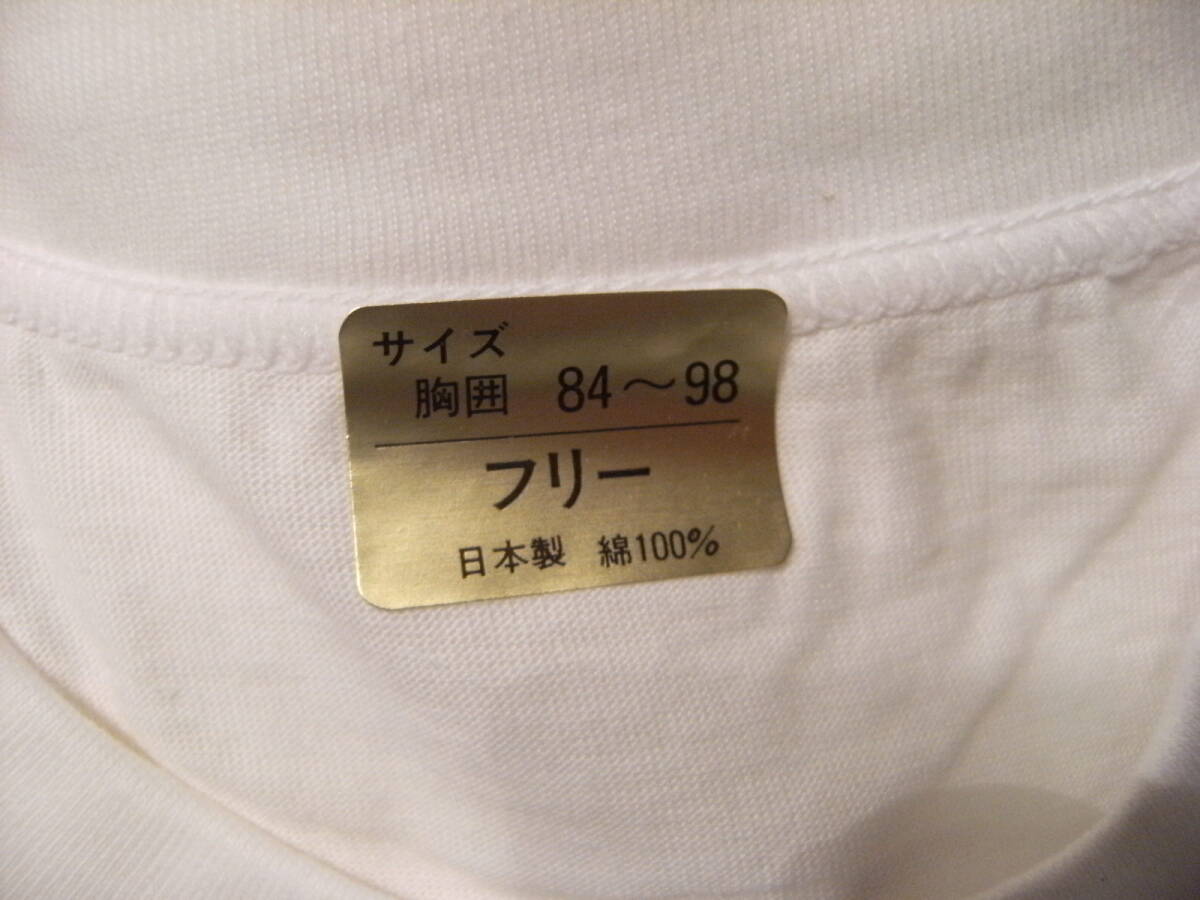 サイズ
胸囲 84～98
フリー
日本製 綿100%